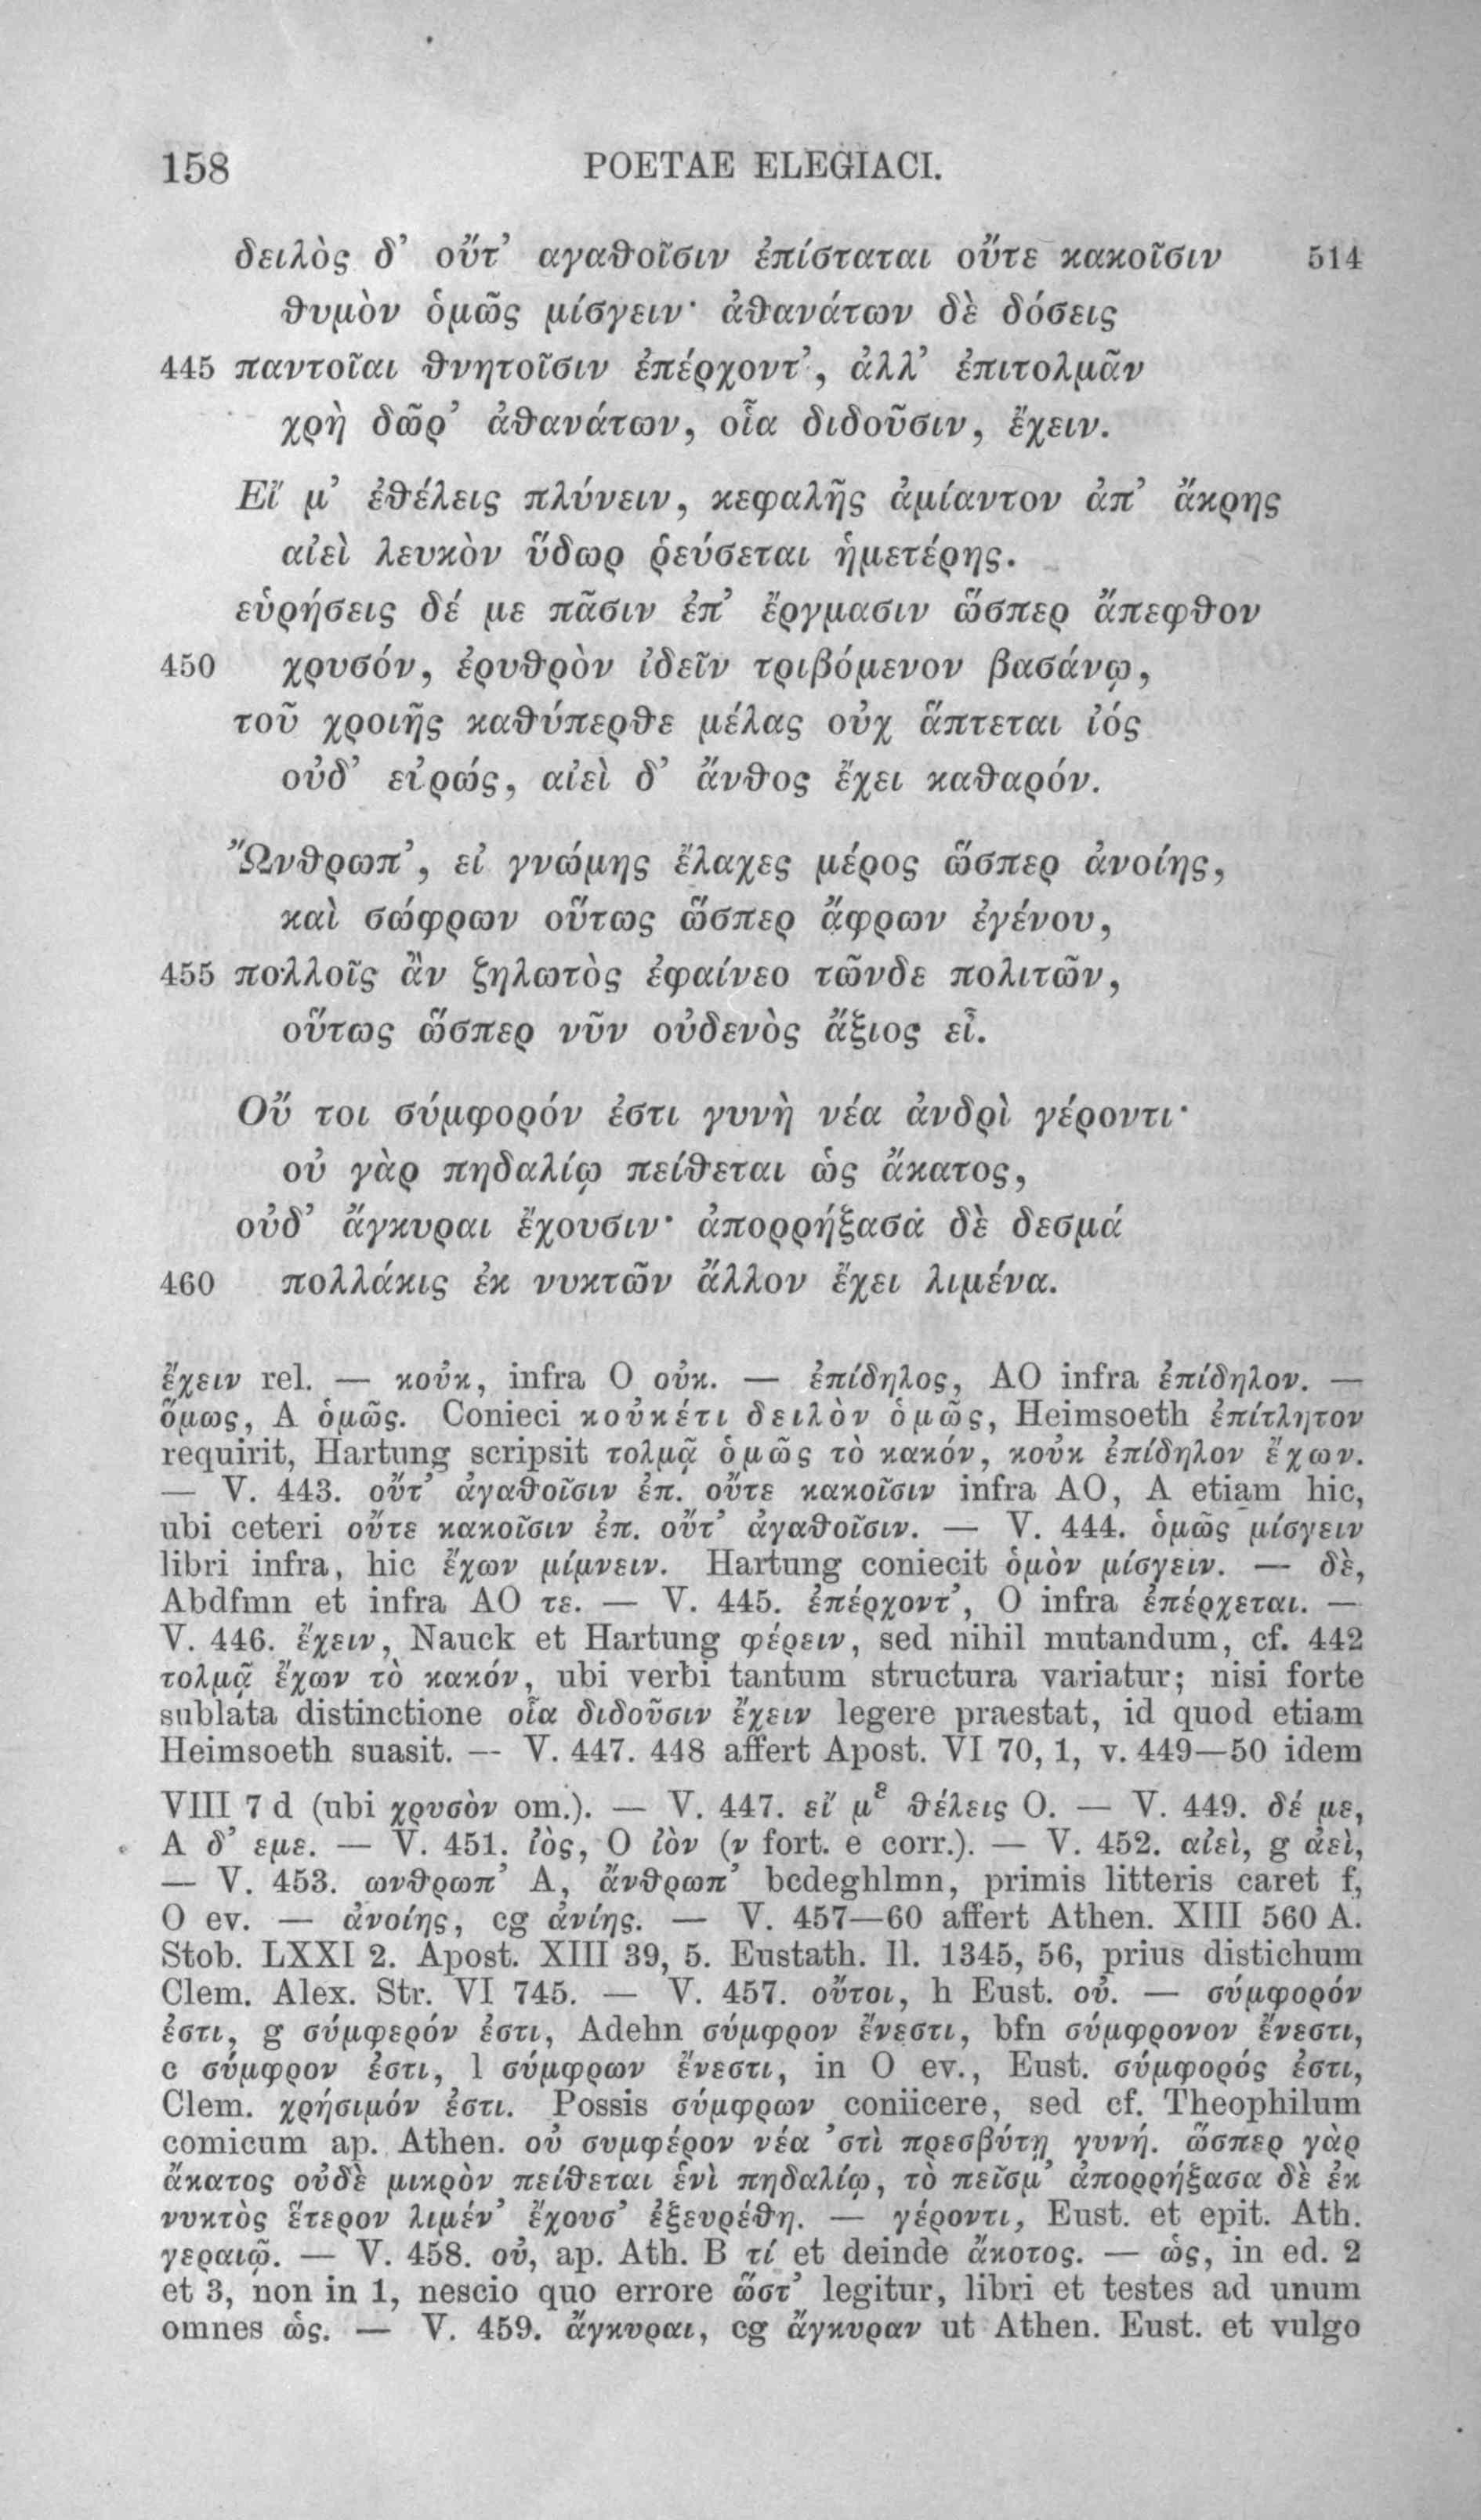 158 POETAE ELEGIACI.
δειλὸς δ’ οὔτ’ αγαθοῖσιν ἐπίσταται οὔτε κακοῖσιν 514
θυμὸν ὁμῶς μίσγειν· ἀθανάτων δὲ δόσεις
445 παντοῖαι θνητοῖσιν ἐπέρχοντ’, ἀλλ’ ἐπιτολμᾶν
χρὴ δῶρ’ ἀθανάτων, οἷα διδοῦσιν, ἔχειν.
Εἴ μ’ ἐθέλεις πλύνειν, κεφαλῆς ἀμίαντον ἀπ’ ἄκρης
αἰεὶ λευκὸν ὕδωρ ῥεύσεται ἡμετέρης.
εὑρήσεις δέ με πᾶσιν ἐπ’ ἔργμασιν ὥσπερ ἄπεφθον
450 χρυσόν, ἐρυθρὸν ἰδεῖν τριβόμενον βασάνῳ,
τοῦ χροιῆς καθύπερθε μέλας οὐχ ἅπτεται ἰός
οὐδ’ εὐρώς, αἰεὶ δ’ ἄνθος ἔχει καθαρόν.
Ὤνθρωπ’, εἰ γνώμης ἔλαχες μέρος ὥσπερ ἀνοίης,
καὶ σώφρων οὕτως ὥσπερ ἄφρων ἐγένου,
455 πολλοῖς ἂν ζηλωτὸς ἐφαίνεο τῶνδε πολιτῶν,
οὕτως ὥσπερ νῦν οὐδενὸς ἄξιος εἶ.
Οὔ τοι σύμφορόν ἐστι γυνὴ νέα ἀνδρὶ γέροντι·
οὐ γὰρ πηδαλίῳ πείθεται ὡς ἄκατος,
οὐδ’ ἄγκυραι ἔχουσιν· ἀπορρήξασα δὲ δεσμά
460 πολλάκις ἐκ νυκτῶν ἄλλον ἔχει λιμένα.
ἔχειν rel. — κοὐκ, infra O οὐκ. — ἐπίδηλος, AO infra ἐπίδηλον. —
ὅμως, A ὁμῶς. Conieci κοὐκέτι δειλὸν ὁμῶς, Heimsoeth ἐπίτλητον
requirit, Hartung scripsit τολμᾷ ὁμῶς τὸ κακόν, κοὐκ ἐπίδηλον ἔχων.
— V. 443. οὔτ’ ἀγαθοῖσιν ἐπ. οὔτε κακοῖσιν infra AO, A etiam hic,
ubi ceteri οὔτε κακοῖσιν ἐπ. οὔτ’ ἀγαθοῖσιν. — V. 444. ὁμῶς μίσγειν
libri infra, hic ἔχων μίμνειν. Hartung coniecit ὁμὸν μίσγειν. — δὲ,
Abdfmn et infra AO τε. — V. 445. ἐπέρχοντ’, O infra ἐπέρχεται. —
V. 446. ἔχειν, Nauck et Hartung φέρειν, sed nihil mutandum, cf. 442
τολμᾷ ἔχων τὸ κακόν, ubi verbi tantum structura variatur; nisi forte
sublata distinctione οἷα διδοῦσιν ἔχειν legere praestat, id quod etiam
Heimsoeth suasit. — V. 447. 448 affert Apost. VI 70, 1, v. 449—50 idem
VIII 7 d (ubi χρυσὸν om.). — V. 447. εἴ μ^ε θέλεις O. — V. 449. δέ με,
A δ’ εμε. — V. 451. ἰὸς, O ἰὸν (ν fort. e corr.). — V. 452. αἰεὶ, g ἀεὶ,
— V. 453. ωνθρωπ’ A, ἄνθρωπ’ bcdeghlmn, primis litteris caret f,
O ev. — ἀνοίης, cg ἀνίης. — V. 457—60 affert Athen. XIII 560 A.
Stob. LXXI 2. Apost. XIII 39, 5. Eustath. Il. 1345, 56, prius distichum
Clem. Alex. Str. VI 745. — V. 457. οὔτοι, h Eust. οὐ. — σύμφορόν
ἐστι, g σύμφερόν ἐστι, Adehn σύμφρον ἔνεστι, bfn σύμφρονον ἔνεστι,
c σύμφρον ἐστι, l σύμφρων ἔνεστι, in O ev., Eust. σύμφορός ἐστι,
Clem. χρήσιμόν ἐστι. Possis σύμφρων coniicere, sed cf. Theophilum
comicum ap. Athen. οὐ συμφέρον νέα ’στὶ πρεσβύτῃ γυνή. ὥσπερ γὰρ
ἄκατος οὐδὲ μικρὸν πείθεται ἑνὶ πηδαλίῳ, τὸ πεῖσμ’ ἀπορρήξασα δὲ ἐκ
νυκτὸς ἕτερον λιμέν’ ἔχουσ’ ἐξευρέθη. — γέροντι, Eust. et epit. Ath.
γεραιῷ. — V. 458. οὐ, ap. Ath. B τί et deinde ἄκοτος. — ὡς, in ed. 2
et 3, non in 1, nescio quo errore ὥστ’ legitur, libri et testes ad unum
omnes ὡς. — V. 459. ἄγκυραι, cg ἄγκυραν ut Athen. Eust. et vulgo